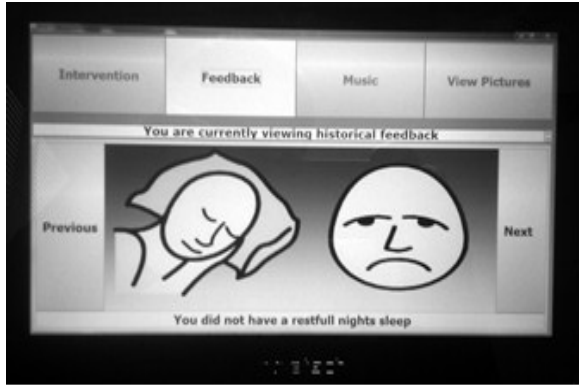 Intervention
Feedback
Music
View Pictures
You are currently viewing historical feedback
Previous
Next
You did not have a restfull nights sleep